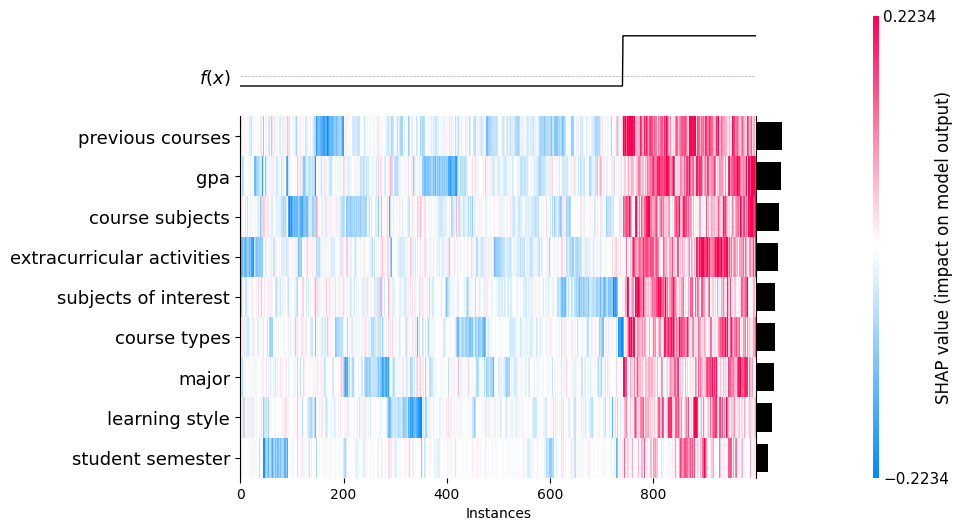 0.2234
f(x)
previous courses
gpa
course subjects
extracurricular activities
subjects of interest
course types
major
learning style
student semester
0 200 400 600 800
Instances
SHAP value (impact on model output)
−0.2234